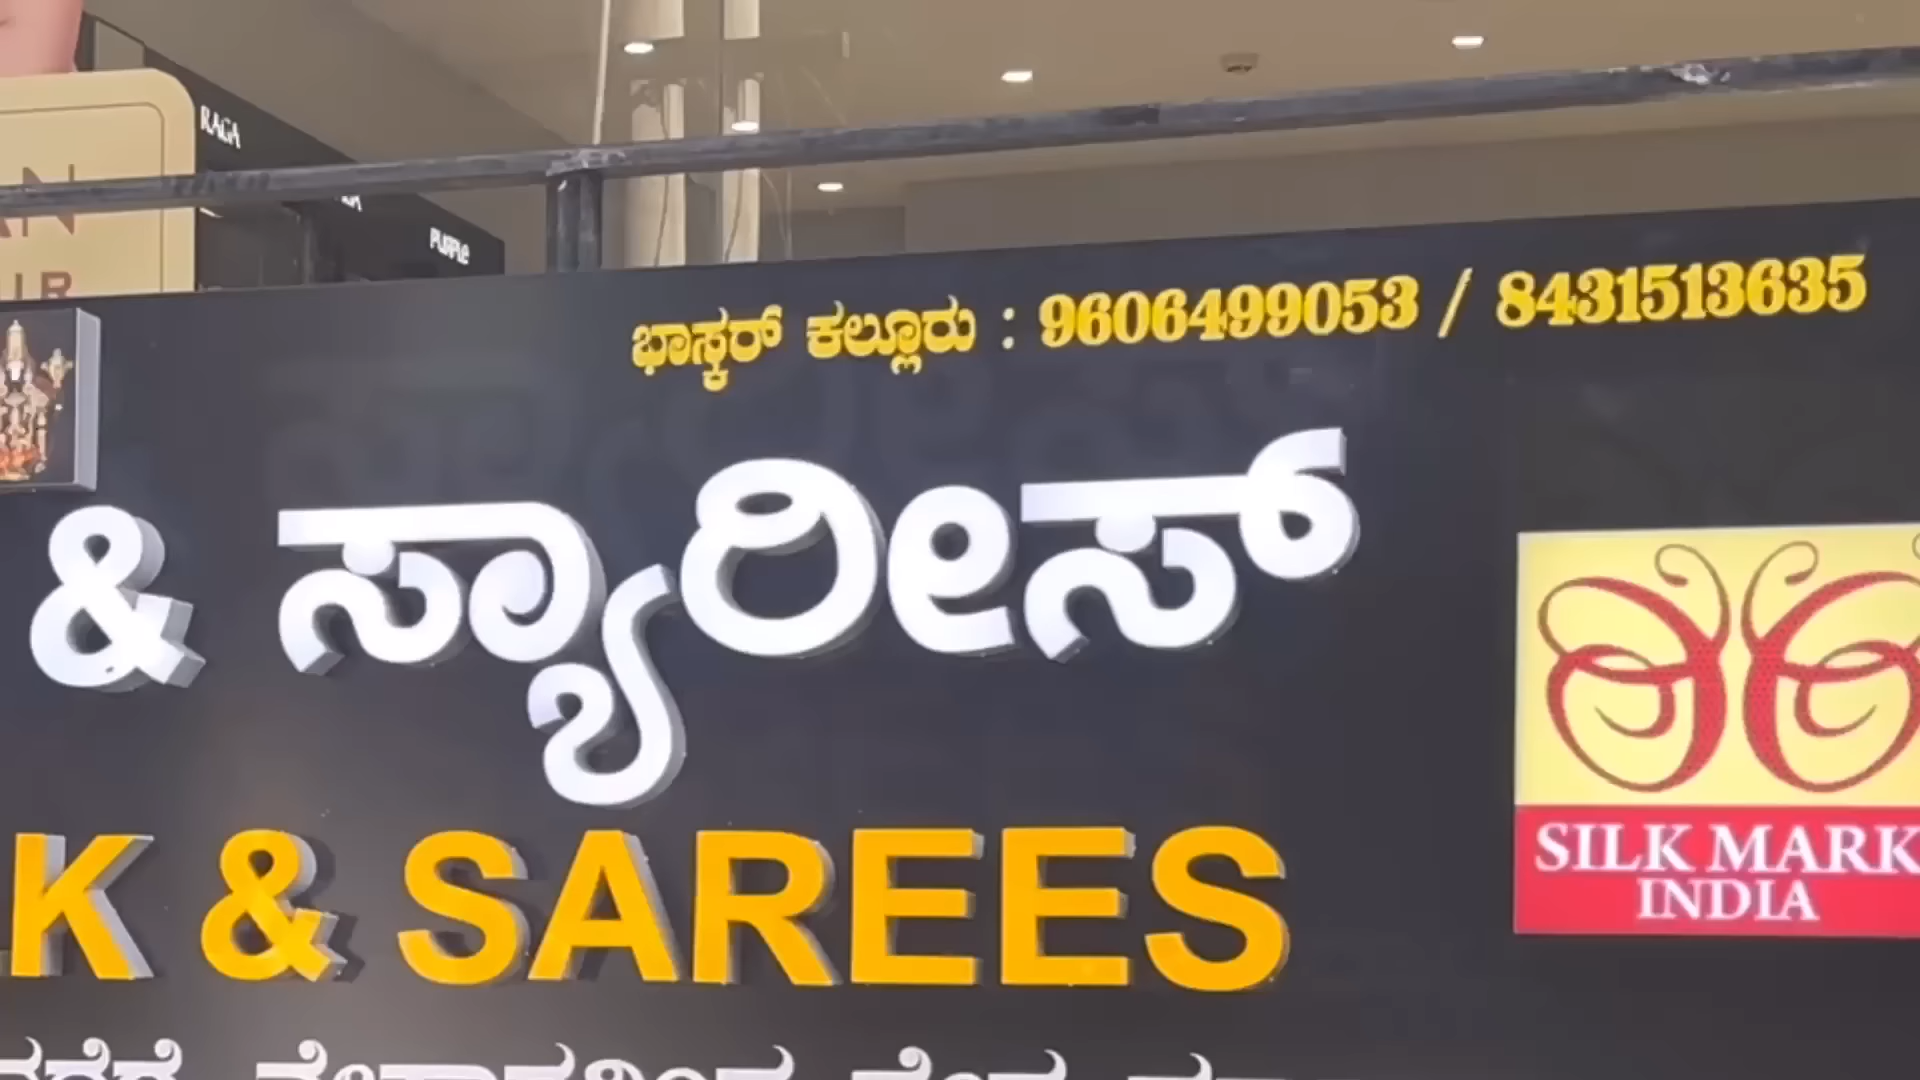 RAGA
PURPLE
ಭಾಸ್ಕರ್ ಕಲ್ಲೂರು : 9606499053 / 8431513635
& ಸ್ಯಾರೀಸ್
K & SAREES
SILK MARK
INDIA